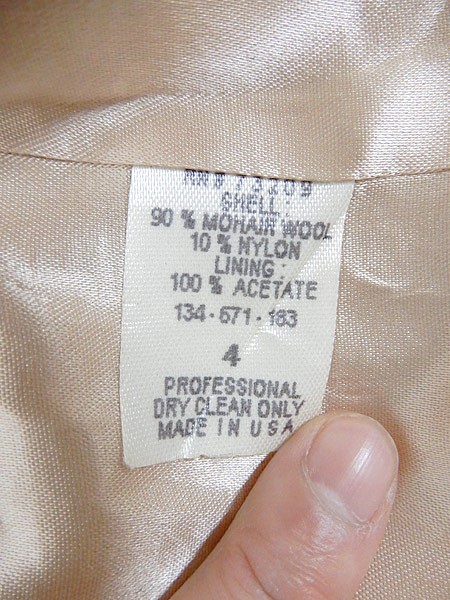 SHELL:
90 % MOHAIR WOOL
10 % NYLON
LINING:
100 % ACETATE
134-571-183
4
PROFESSIONAL
DRY CLEAN ONLY
MADE IN USA